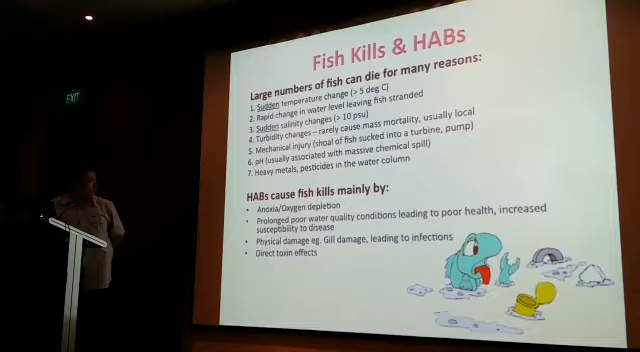 EXIT
Fish Kills & HABs
Large numbers of fish can die for many reasons:
1. Sudden temperature change (> 5 deg C)
2. Rapid change in water level leaving fish stranded
3. Sudden salinity changes (> 10 psu)
4. Turbidity changes – rarely cause mass mortality, usually local
5. Mechanical injury (shoal of fish sucked into a turbine, pump)
6. pH (usually associated with massive chemical spill)
7. Heavy metals, pesticides in the water column
HABs cause fish kills mainly by:
• Anoxia/Oxygen depletion
• Prolonged poor water quality conditions leading to poor health, increased
susceptibility to disease
• Physical damage eg. Gill damage, leading to infections
• Direct toxin effects